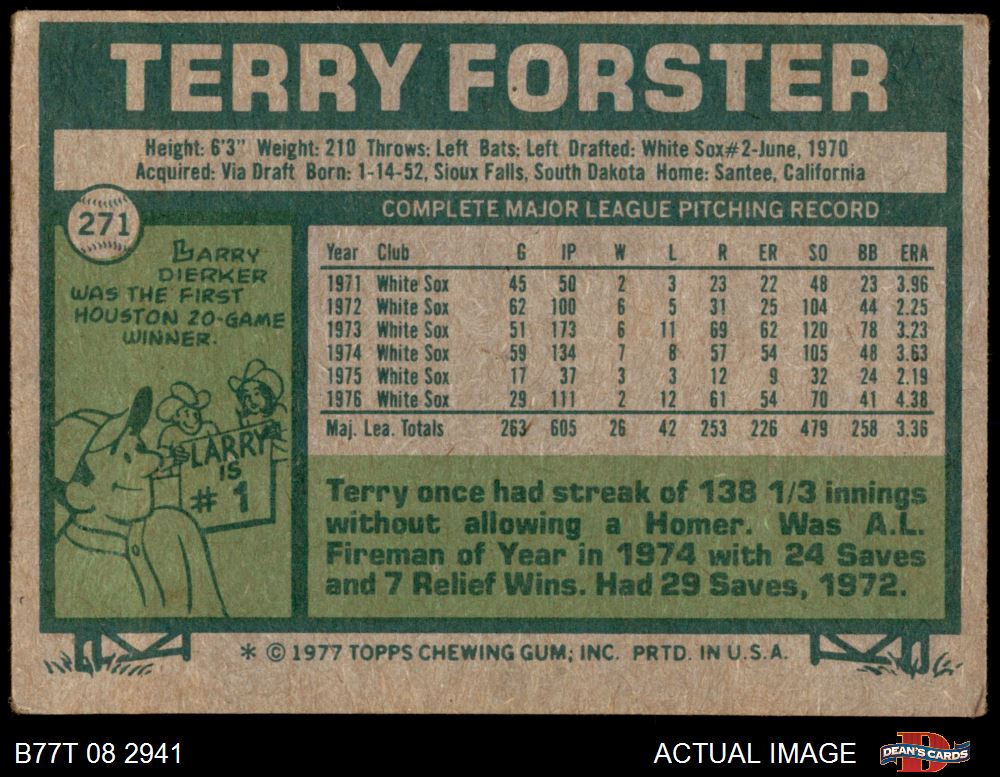 TERRY FORSTER
Height: 6'3" Weight: 210 Throws: Left Bats: Left Drafted: White Sox#2-June, 1970
Acquired: Via Draft Born: 1-14-52, Sioux Falls, South Dakota Home: Santee, California
271
LARRY
DIERKER
WAS THE FIRST
HOUSTON 20-GAME
WINNER.
LARRY
IS
# 1
COMPLETE MAJOR LEAGUE PITCHING RECORD
Year Club G IP W L R ER SO BB ERA
1971 White Sox 45 50 2 3 23 22 48 23 3.96
1972 White Sox 62 100 6 5 31 25 104 44 2.25
1973 White Sox 51 173 6 11 69 62 120 78 3.23
1974 White Sox 59 134 7 8 57 54 105 48 3.63
1975 White Sox 17 37 3 3 12 9 32 24 2.19
1976 White Sox 29 111 2 12 61 54 70 41 4.38
Maj. Lea. Totals 263 605 26 42 253 226 479 258 3.36
Terry once had streak of 138 1/3 innings
without allowing a Homer. Was A.L.
Fireman of Year in 1974 with 24 Saves
and 7 Relief Wins. Had 29 Saves, 1972.
* © 1977 TOPPS CHEWING GUM, INC. PRTD. IN U.S.A.
B77T 08 2941
ACTUAL IMAGE
DEAN'S CARDS